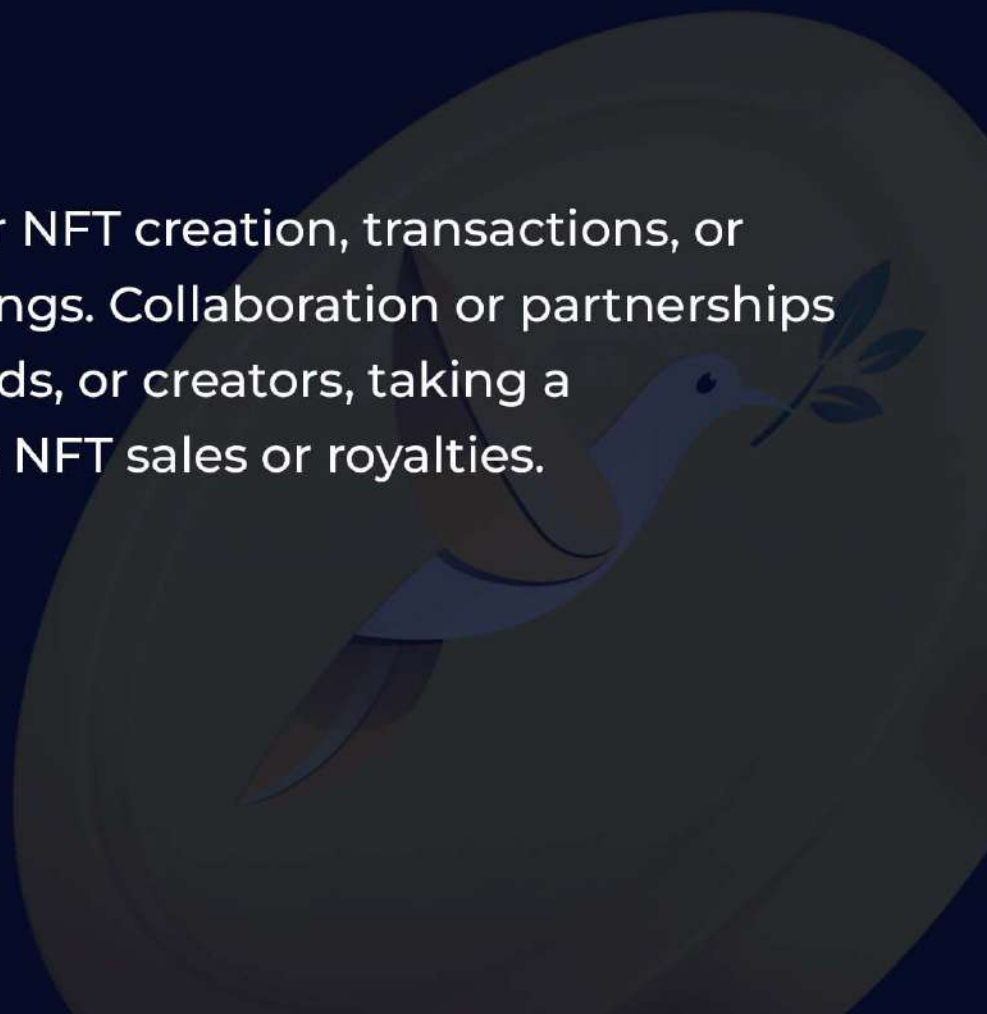 r NFT creation, transactions, or
ngs. Collaboration or partnerships
ds, or creators, taking a
NFT sales or royalties.